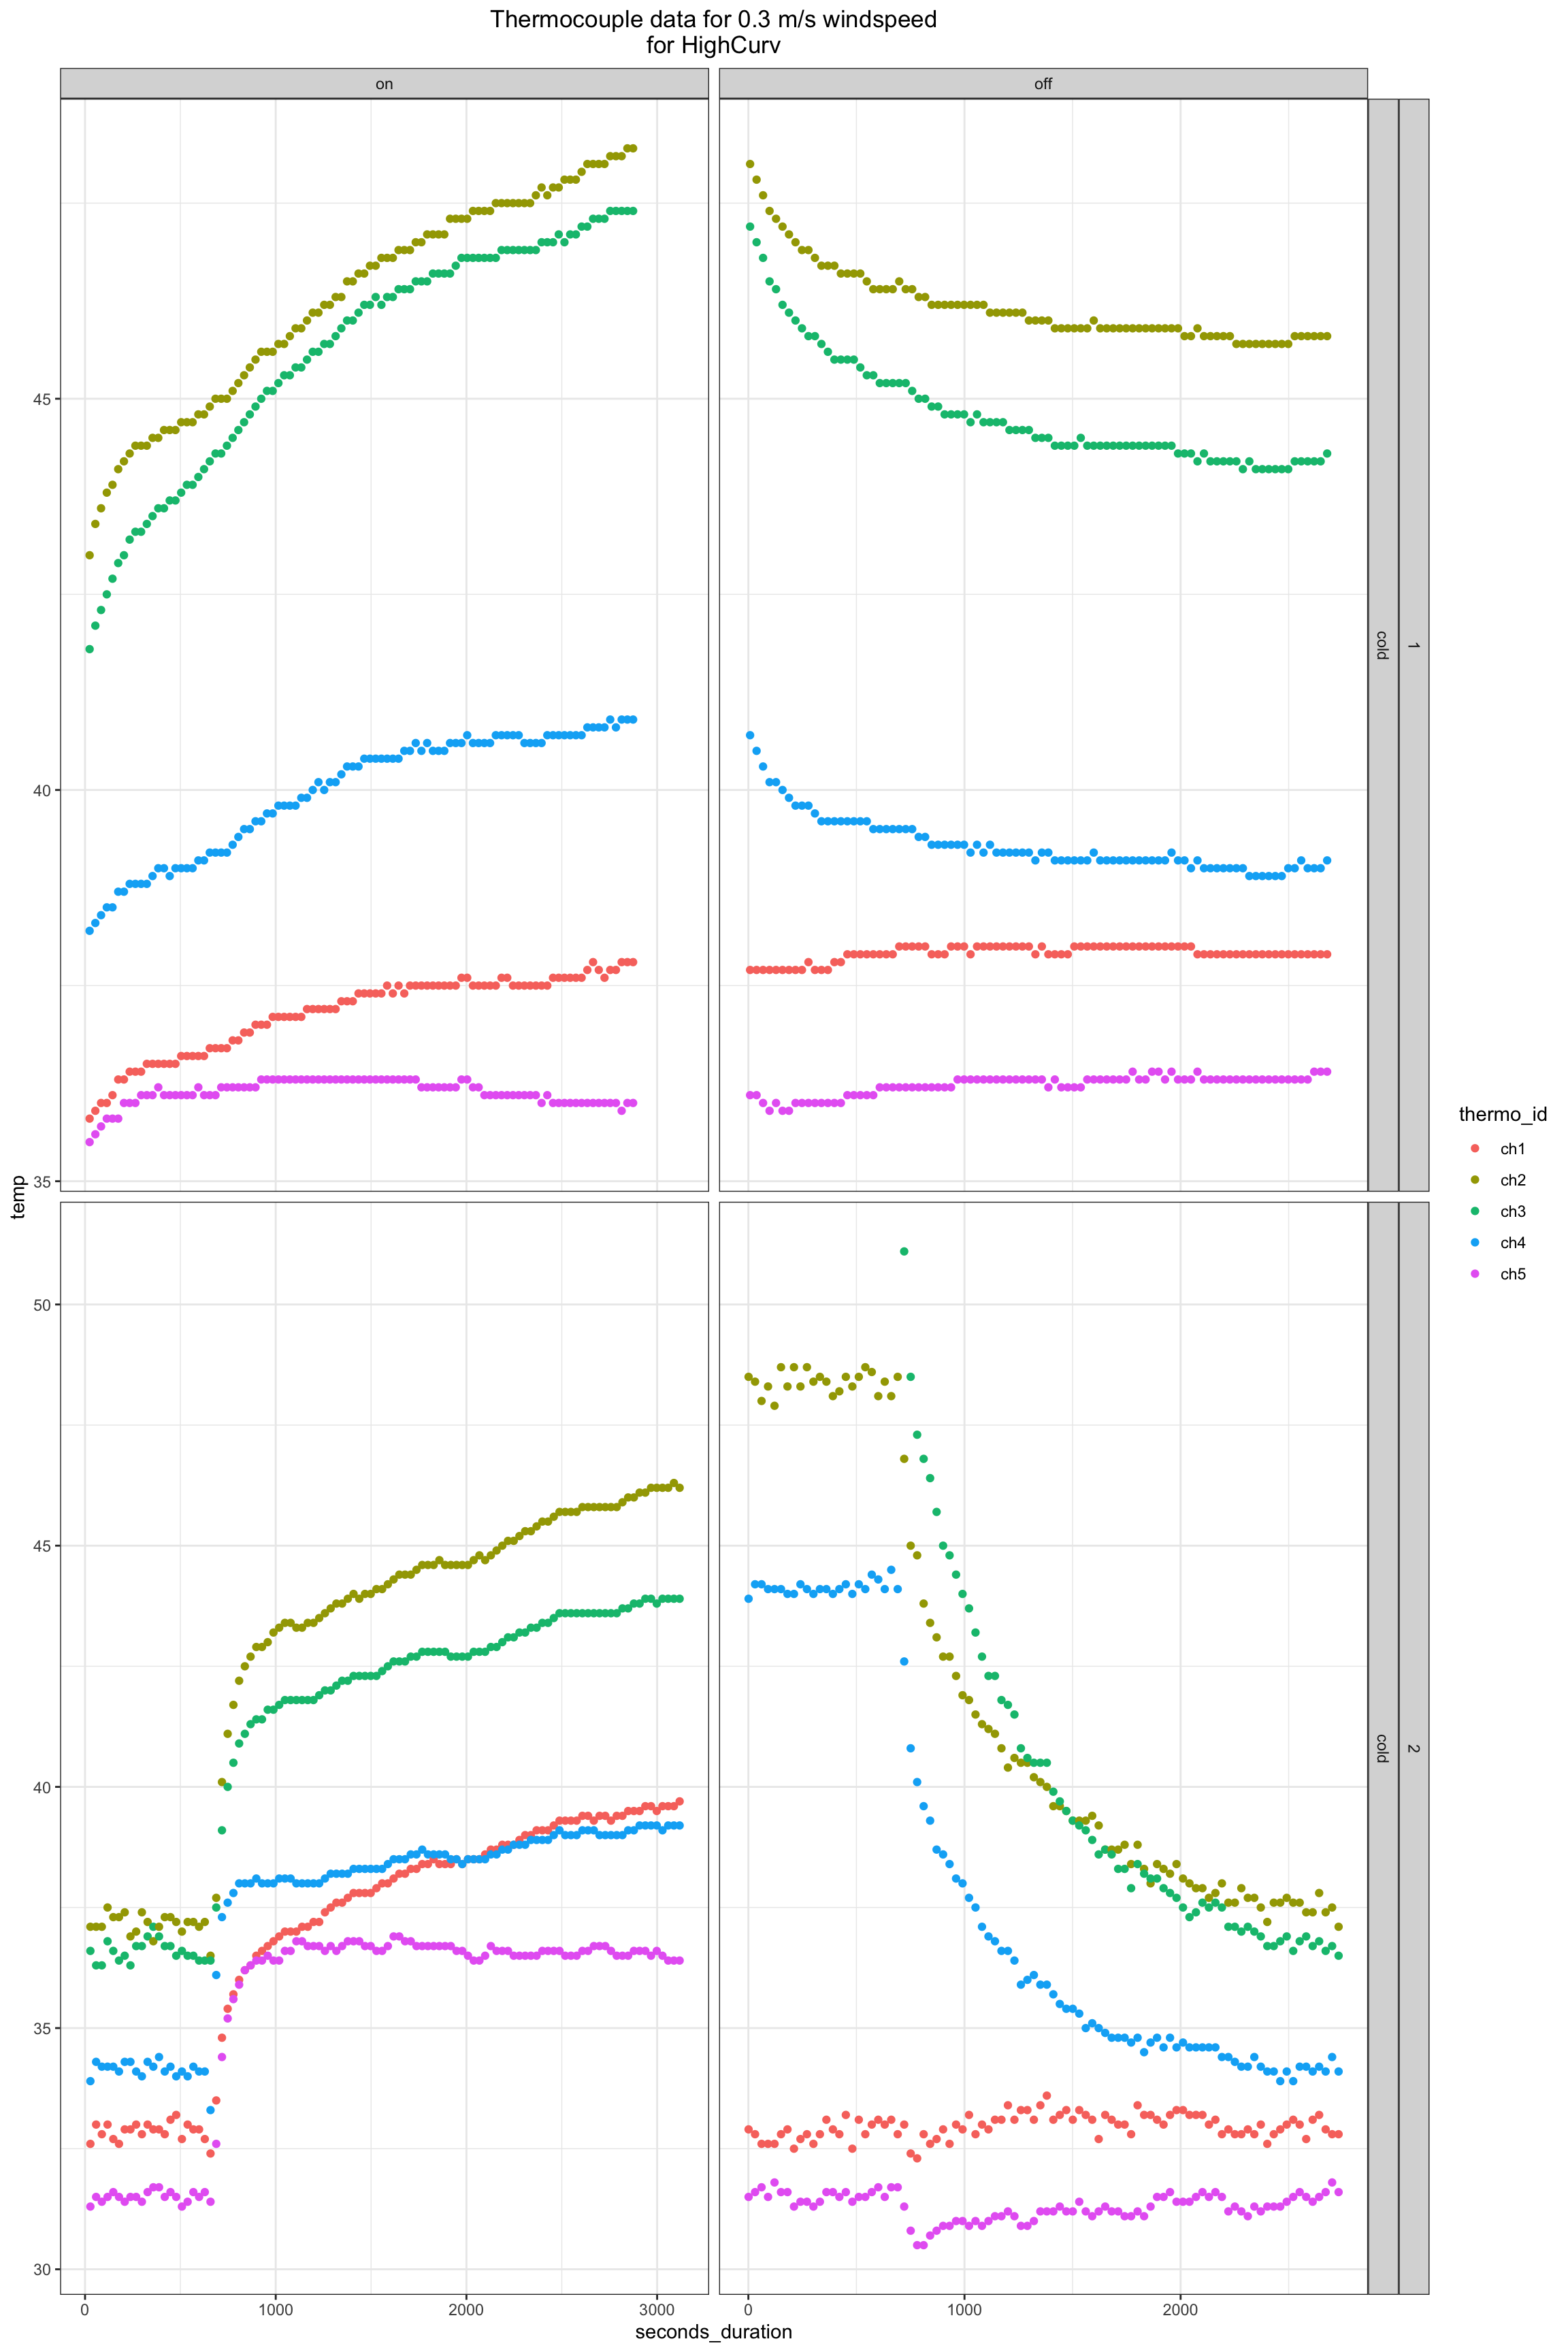 Thermocouple data for 0.3 m/s windspeed
for HighCurv
on
off
45
40
35
cold
1
temp
50
45
40
35
30
cold
2
0
1000
2000
3000
0
1000
2000
seconds_duration
thermo_id
ch1
ch2
ch3
ch4
ch5